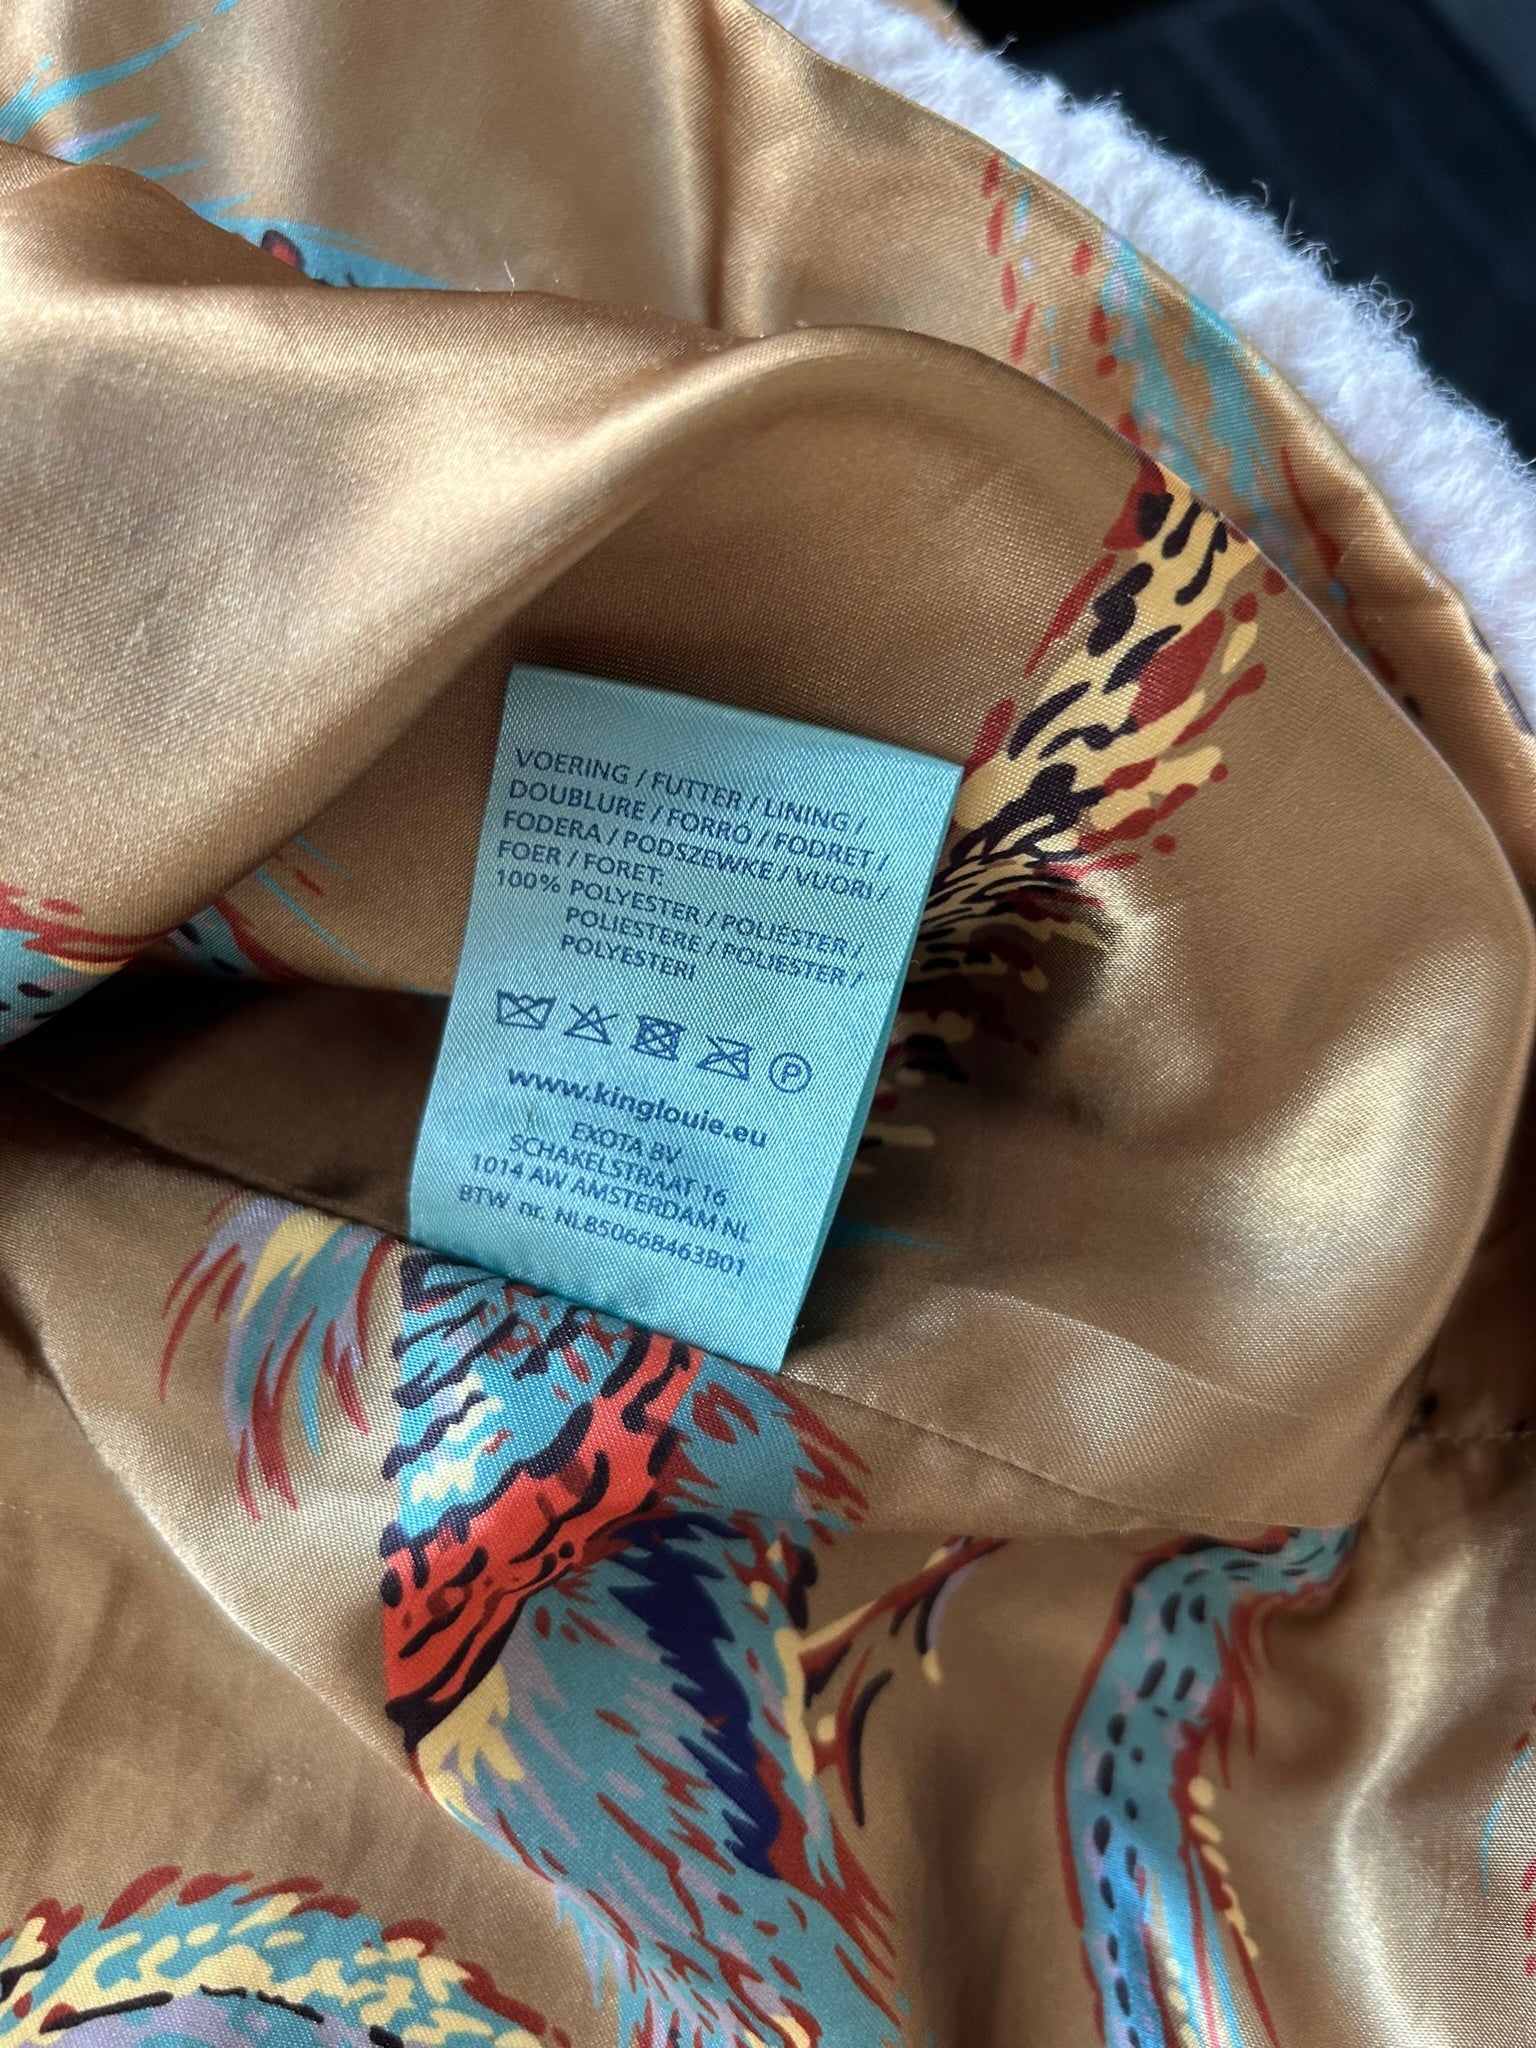 VOERING / FUTTER / LINING /
DOUBLURE / FORRO / FODRET /
FODERA / PODSZEWKE / VUORI /
FOER / FORET:
100% POLYESTER / POLIÉSTER /
POLIESTERE / POLIESTER /
POLYESTERI
P
www.kinglouie.eu
EXOTA BV
SCHAKELSTRAAT 16
1014 AW AMSTERDAM NL
BTW nr. NL850668463B01